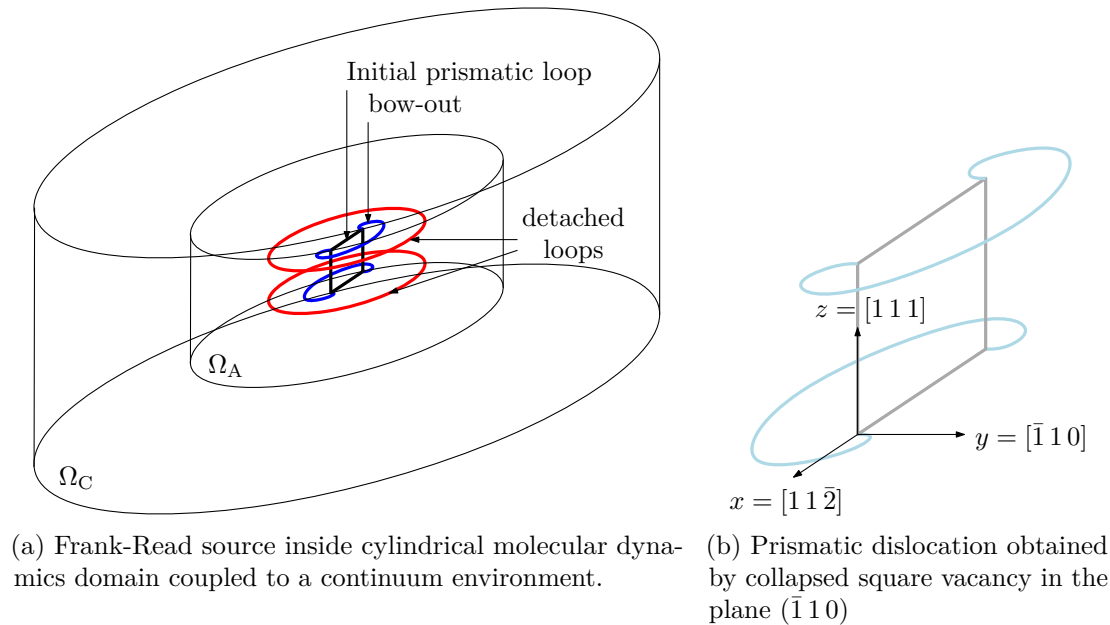 Initial prismatic loop
bow-out
detached
loops
Ω_A
Ω_C
z = [1 1 1]
y = [1̄ 1 0]
x = [1 1 2̄]
(a) Frank-Read source inside cylindrical molecular dyna-
mics domain coupled to a continuum environment.
(b) Prismatic dislocation obtained
by collapsed square vacancy in the
plane (1̄ 1 0)